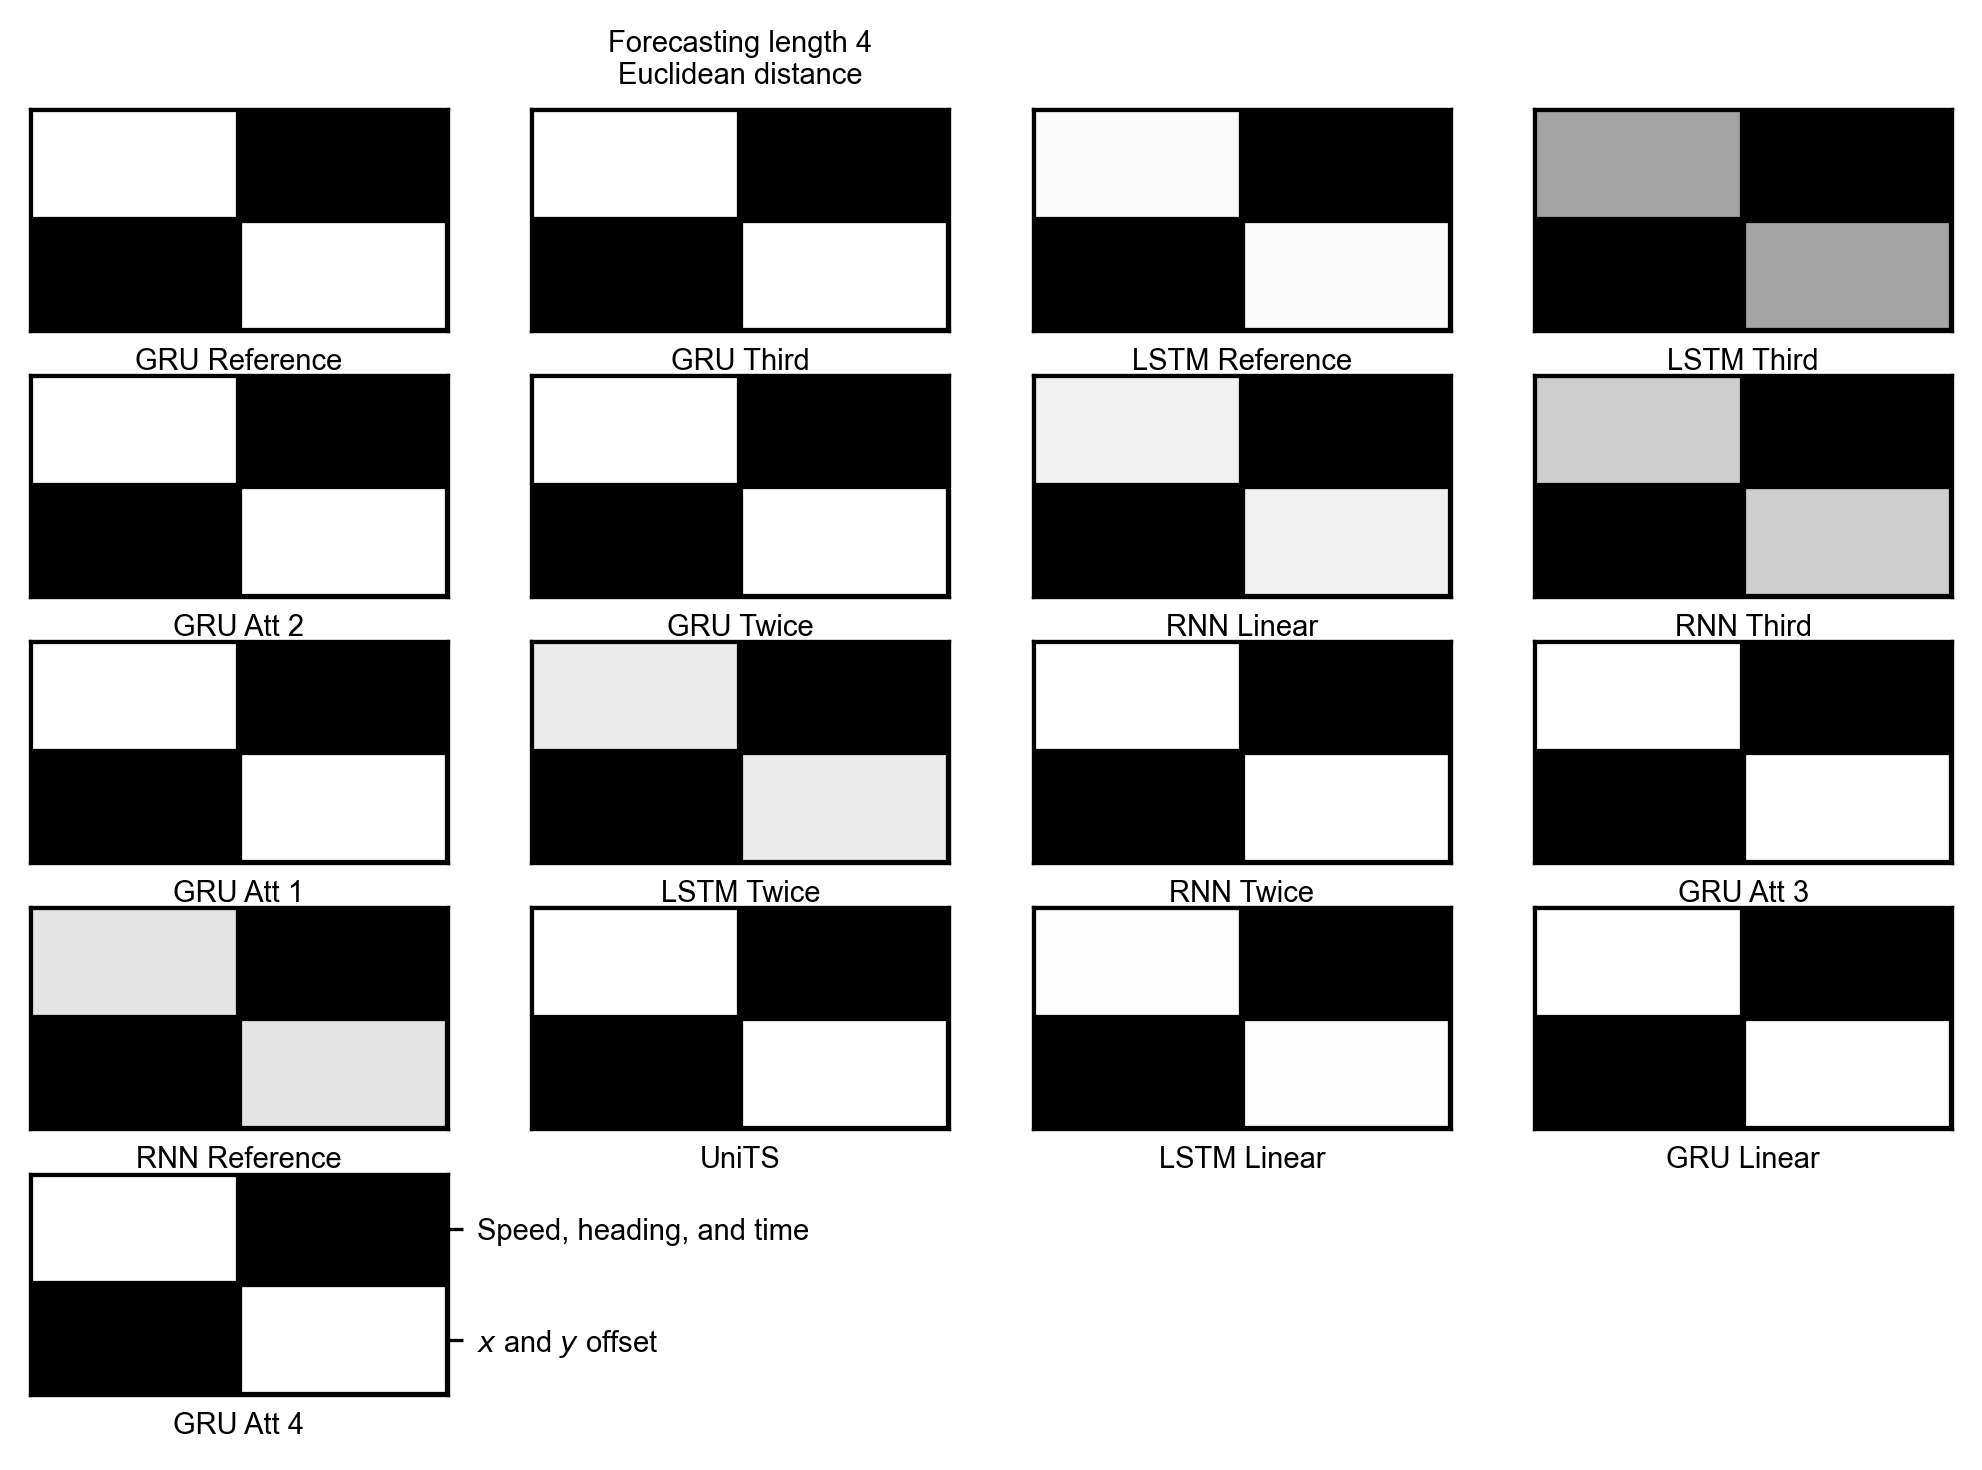 Forecasting length 4
Euclidean distance
GRU Reference
GRU Third
LSTM Reference
LSTM Third
GRU Att 2
GRU Twice
RNN Linear
RNN Third
GRU Att 1
LSTM Twice
RNN Twice
GRU Att 3
RNN Reference
UniTS
LSTM Linear
GRU Linear
Speed, heading, and time
x and y offset
GRU Att 4